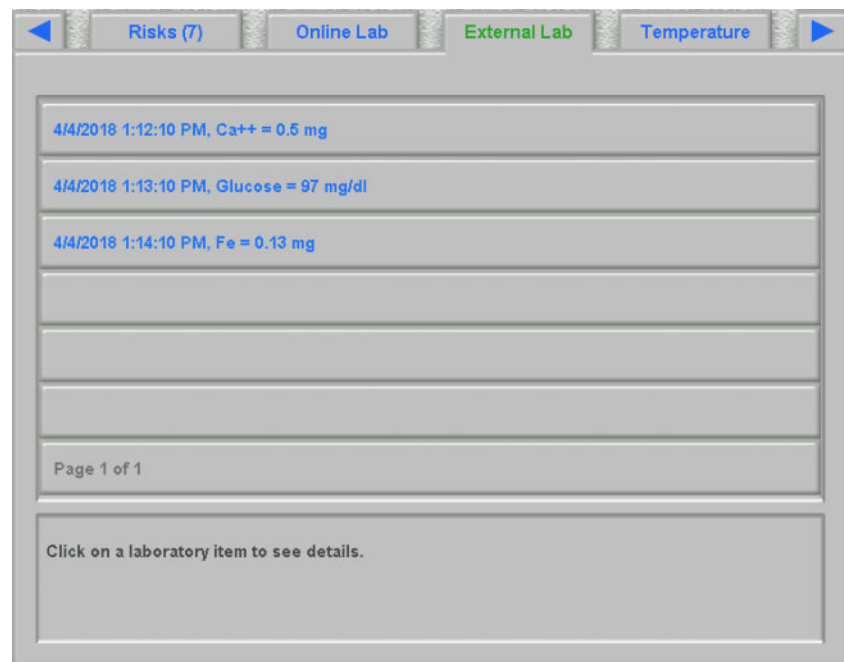 Risks (7) Online Lab External Lab Temperature
4/4/2018 1:12:10 PM, Ca++ = 0.5 mg
4/4/2018 1:13:10 PM, Glucose = 97 mg/dl
4/4/2018 1:14:10 PM, Fe = 0.13 mg
Page 1 of 1
Click on a laboratory item to see details.